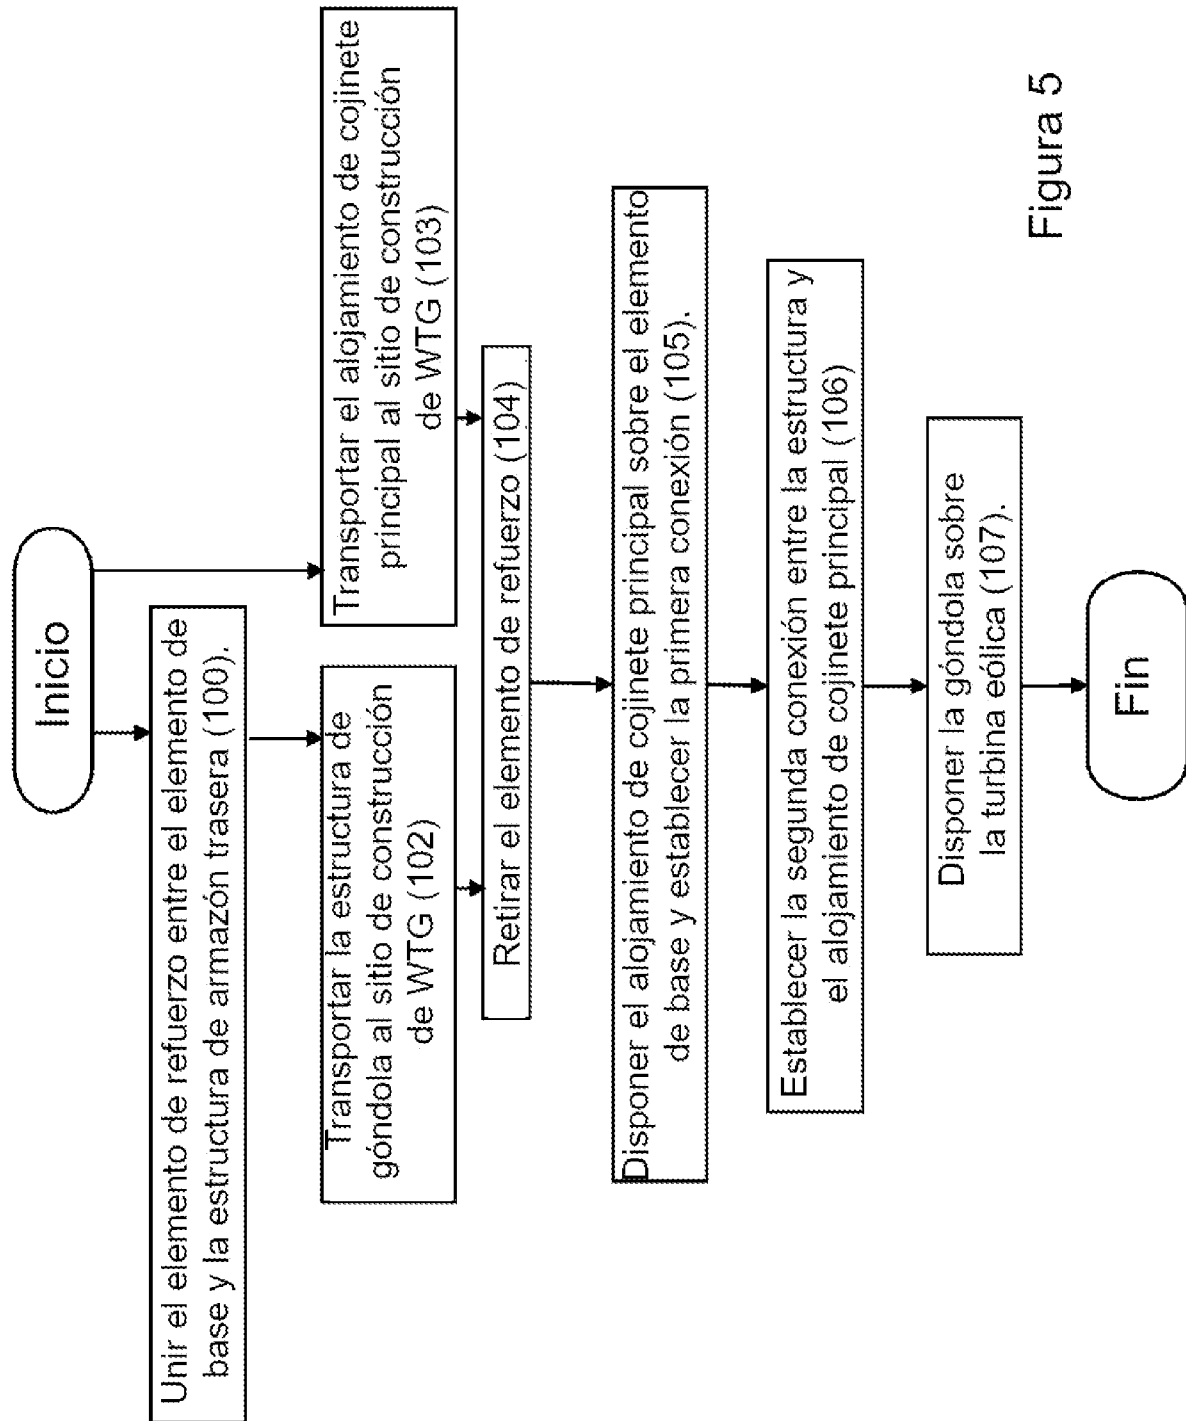 Inicio
Unir el elemento de refuerzo entre el elemento de
base y la estructura de armazón trasera (100).
Transportar la estructura de
góndola al sitio de construcción
de WTG (102)
Transportar el alojamiento de cojinete
principal al sitio de construcción
de WTG (103)
Retirar el elemento de refuerzo (104)
Disponer el alojamiento de cojinete principal sobre el elemento
de base y establecer la primera conexión (105).
Establecer la segunda conexión entre la estructura y
el alojamiento de cojinete principal (106)
Disponer la góndola sobre
la turbina eólica (107).
Fin
Figura 5